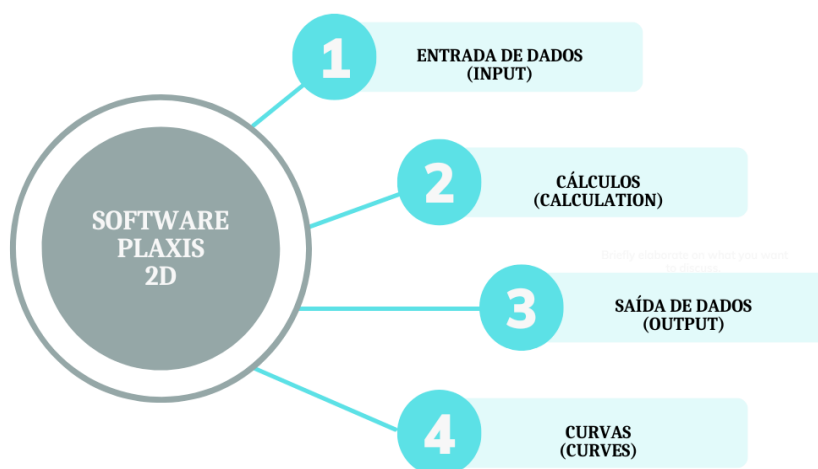 SOFTWARE
PLAXIS
2D
1
ENTRADA DE DADOS
(INPUT)
2
CÁLCULOS
(CALCULATION)
Briefly elaborate on what you want
to discuss.
3
SAÍDA DE DADOS
(OUTPUT)
4
CURVAS
(CURVES)